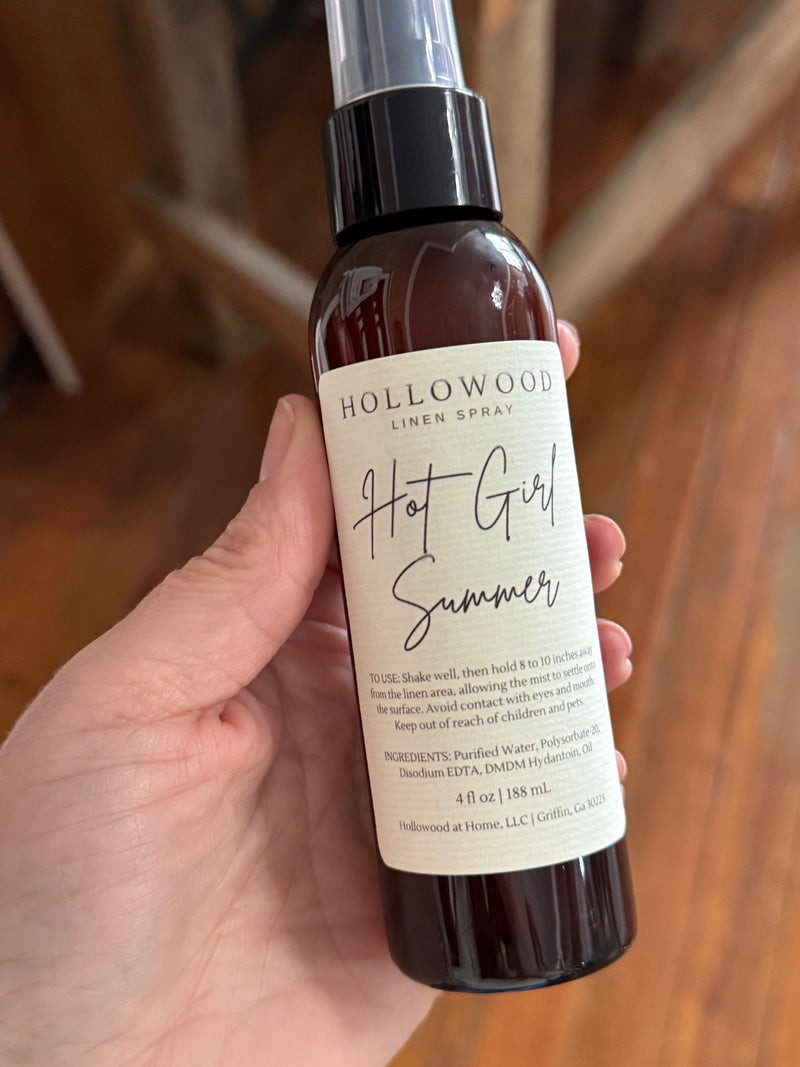 HOLLOWOOD
LINEN SPRAY
Hot Girl
Summer
TO USE: Shake well, then hold 8 to 10 inches away
from the linen area, allowing the mist to settle onto
the surface. Avoid contact with eyes and mouth.
Keep out of reach of children and pets.
INGREDIENTS: Purified Water, Polysorbate-20,
Disodium EDTA, DMDM Hydantoin, Oil
4 fl oz | 188 mL
Hollowood at Home, LLC | Griffin, Ga 30223